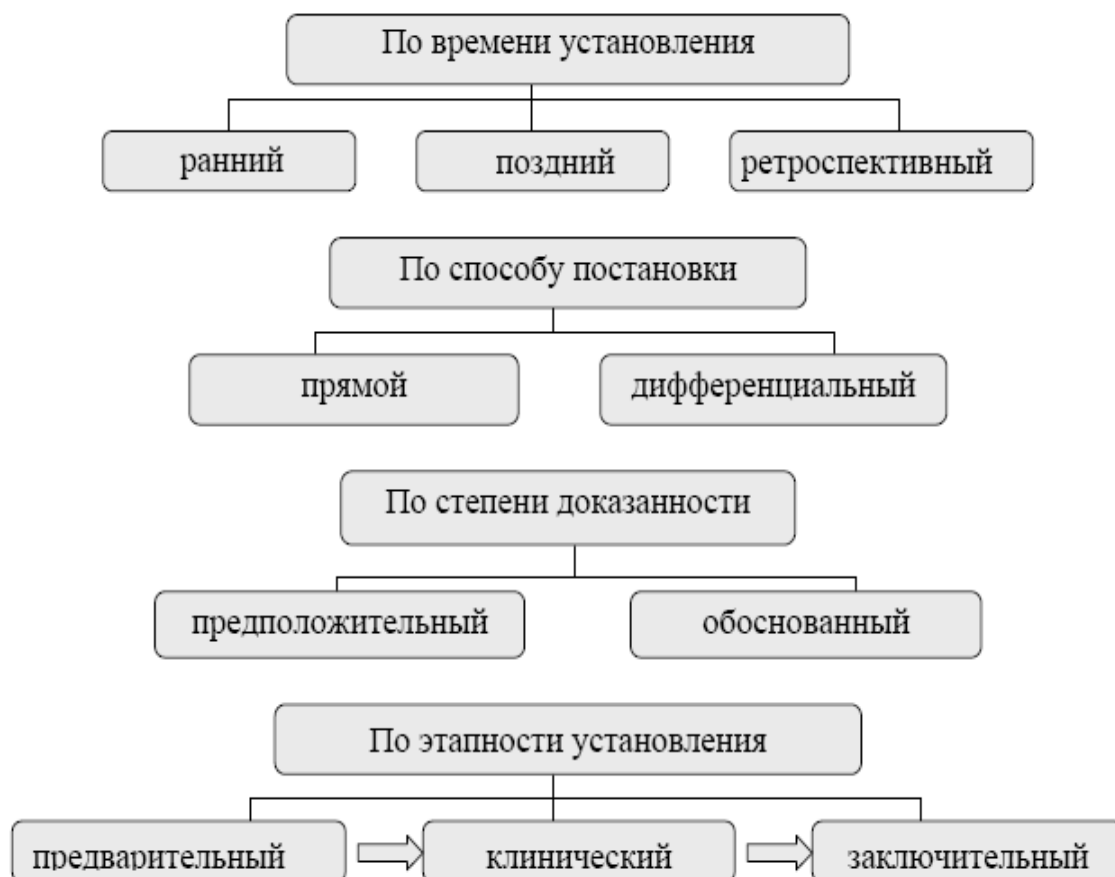 По времени установления
ранний поздний ретроспективный
По способу постановки
прямой дифференциальный
По степени доказанности
предположительный обоснованный
По этапности установления
предварительный клинический заключительный